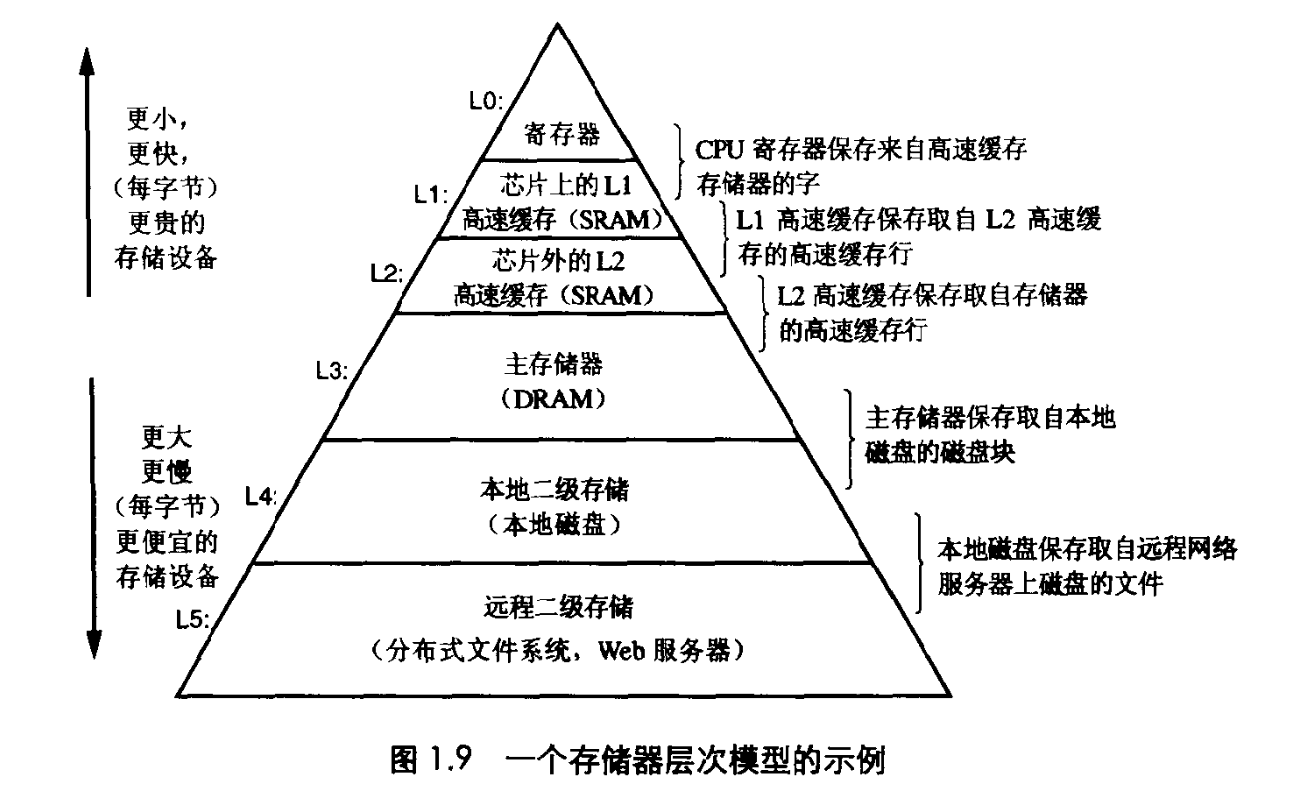 更小，
更快，
（每字节）
更贵的
存储设备
更大
更慢
（每字节）
更便宜的
存储设备
L0:
寄存器
L1:
芯片上的L1
高速缓存（SRAM）
L2:
芯片外的L2
高速缓存（SRAM）
L3:
主存储器
（DRAM）
L4:
本地二级存储
（本地磁盘）
L5:
远程二级存储
（分布式文件系统，Web 服务器）
CPU 寄存器保存来自高速缓存
存储器的字
L1 高速缓存保存取自 L2 高速缓
存的高速缓存行
L2 高速缓存保存取自存储器
的高速缓存行
主存储器保存取自本地
磁盘的磁盘块
本地磁盘保存取自远程网络
服务器上磁盘的文件
图 1.9 一个存储器层次模型的示例